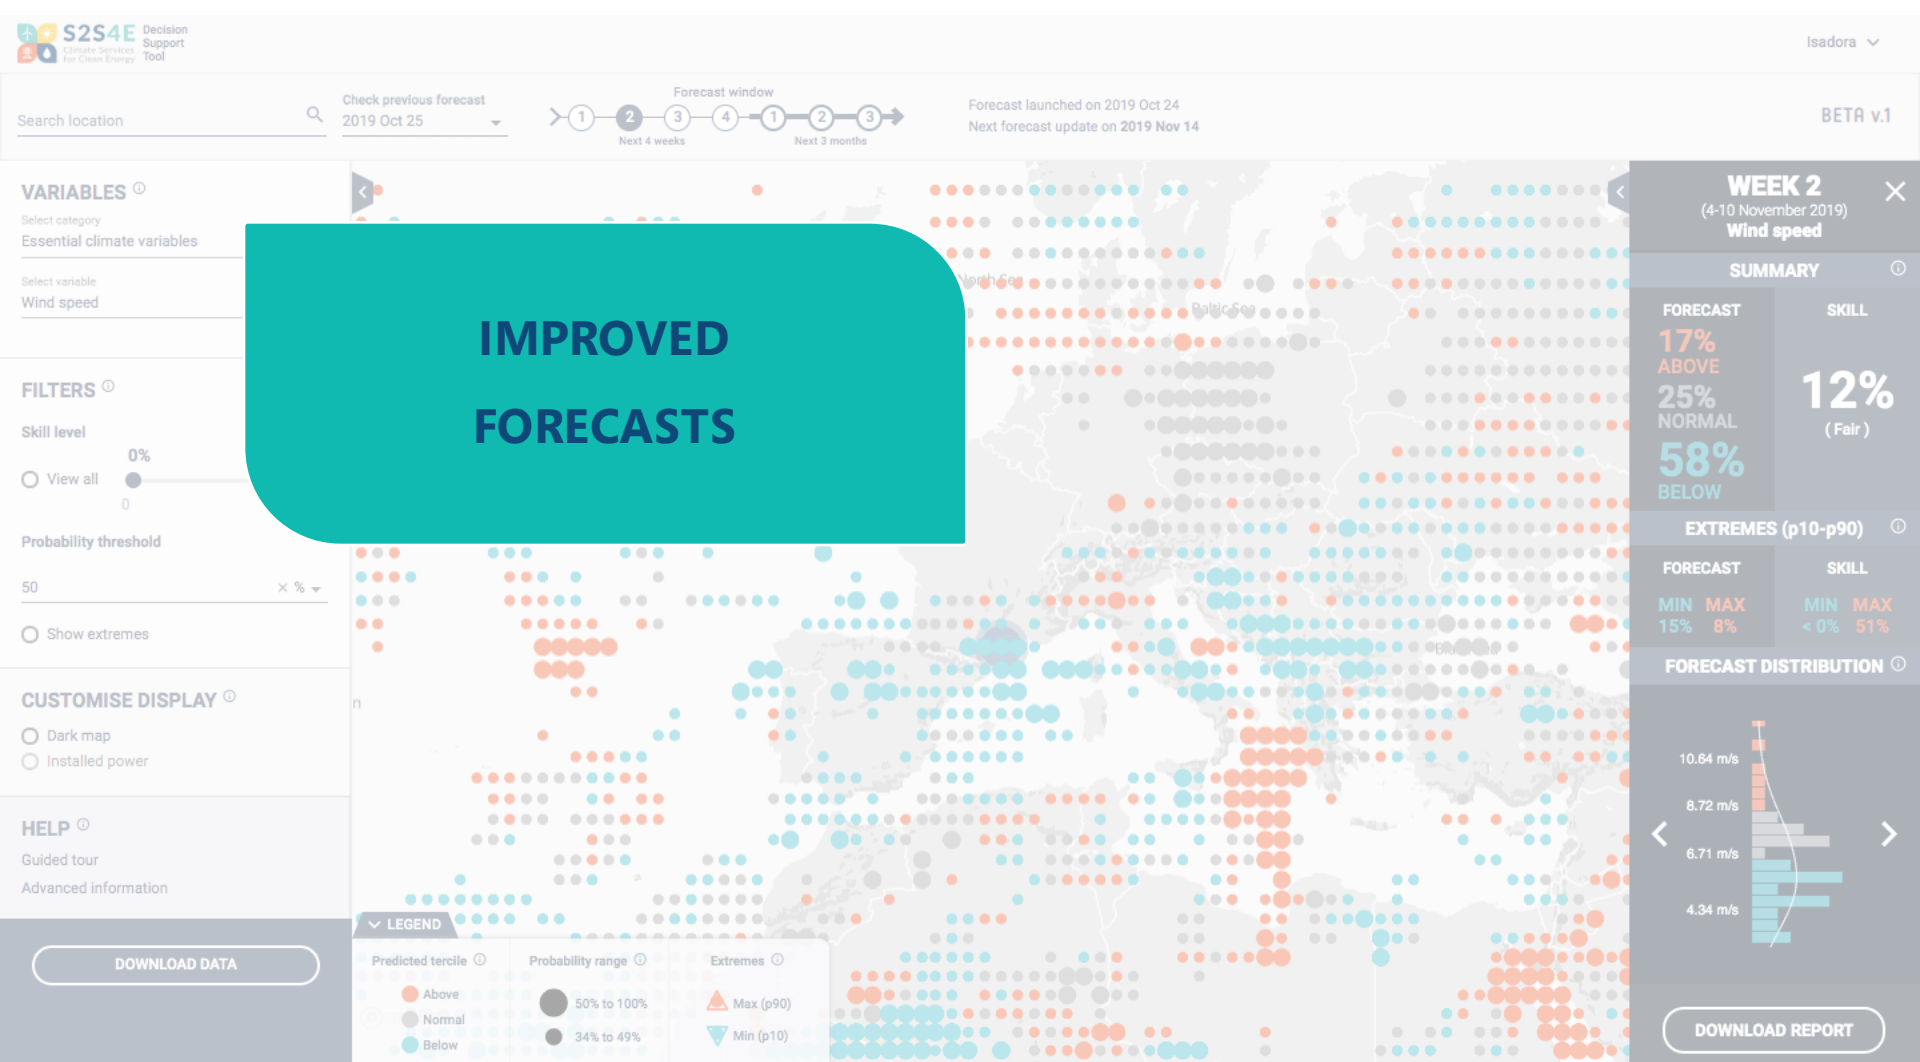 S2S4E
Climate Services
for Clean Energy
Decision
Support
Tool
Isadora
Search location
Check previous forecast
2019 Oct 25
Forecast window
1 2 3 4 1 2 3
Next 4 weeks
Next 3 months
Forecast launched on 2019 Oct 24
Next forecast update on 2019 Nov 14
BETA v.1
VARIABLES
Select category
Essential climate variables
Select variable
Wind speed
FILTERS
Skill level
0%
View all
0
Probability threshold
50
× %
Show extremes
CUSTOMISE DISPLAY
Dark map
Installed power
HELP
Guided tour
Advanced information
DOWNLOAD DATA
IMPROVED
FORECASTS
North Sea
Baltic Sea
n
LEGEND
Predicted tercile
Above
Normal
Below
Probability range
50% to 100%
34% to 49%
Extremes
Max (p90)
Min (p10)
WEEK 2
(4-10 November 2019)
Wind speed
SUMMARY
FORECAST
17%
ABOVE
25%
NORMAL
58%
BELOW
SKILL
12%
( Fair )
EXTREMES (p10-p90)
FORECAST
MIN MAX
15% 8%
SKILL
MIN MAX
< 0% 51%
FORECAST DISTRIBUTION
10.64 m/s
8.72 m/s
6.71 m/s
4.34 m/s
DOWNLOAD REPORT